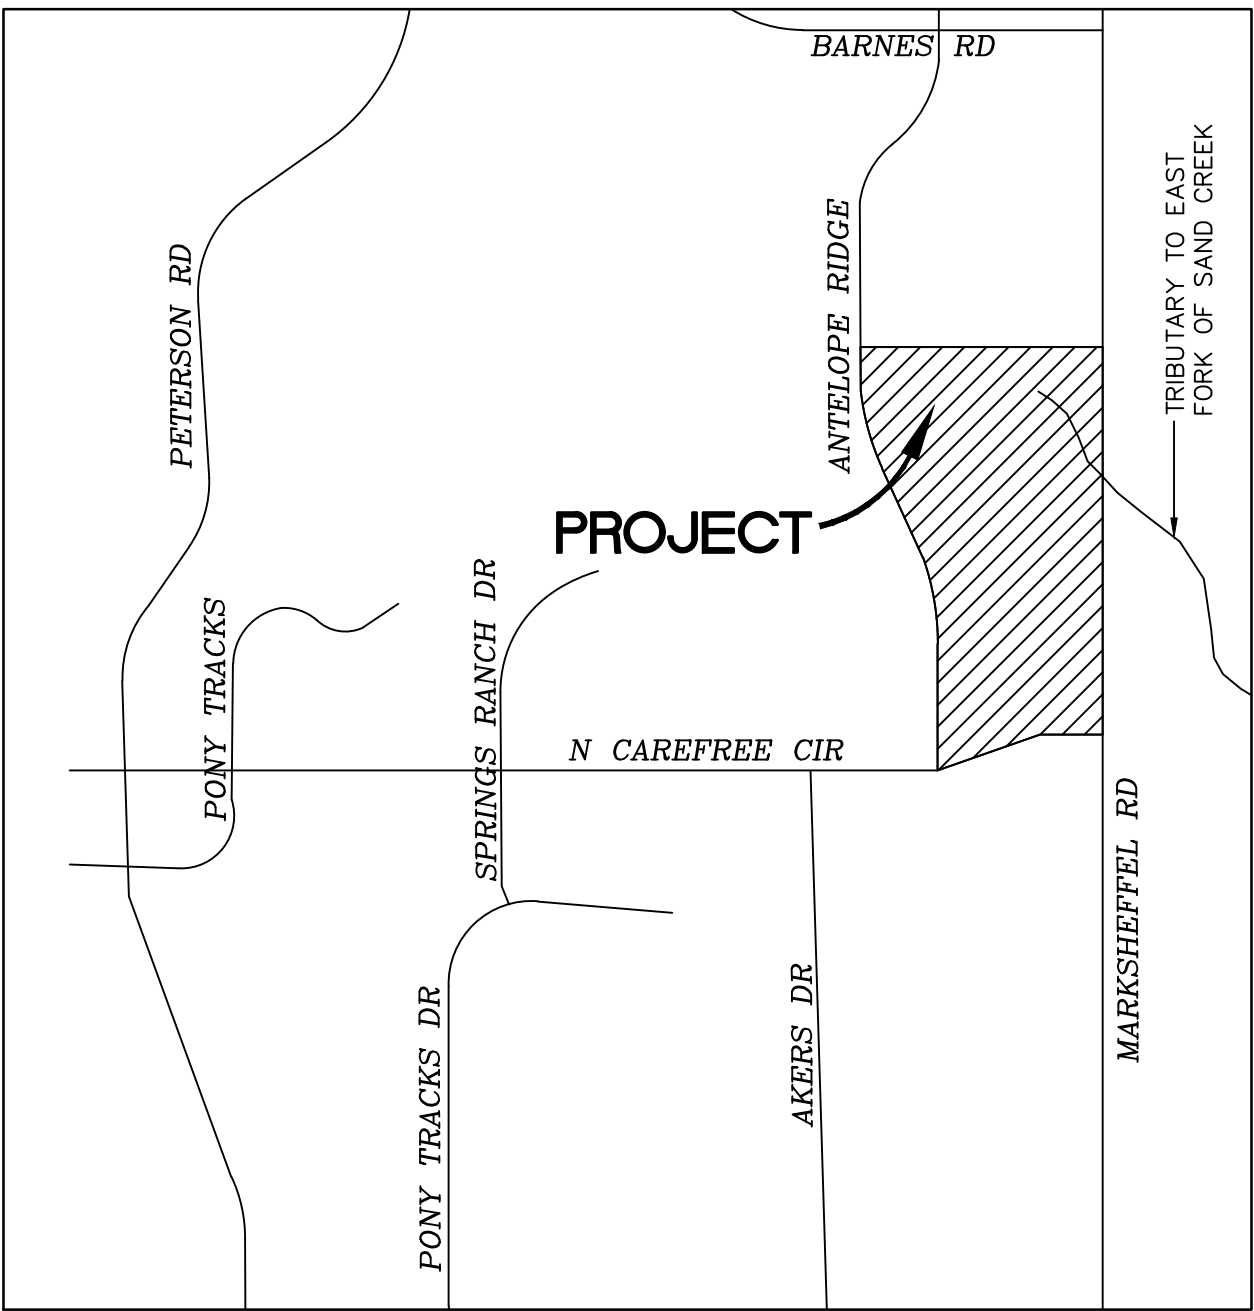 BARNES RD
TRIBUTARY TO EAST
FORK OF SAND CREEK
ANTELOPE RIDGE
PETERSON RD
PROJECT
SPRINGS RANCH DR
PONY TRACKS
N CAREFREE CIR
MARKSHEFFEL RD
AKERS DR
PONY TRACKS DR